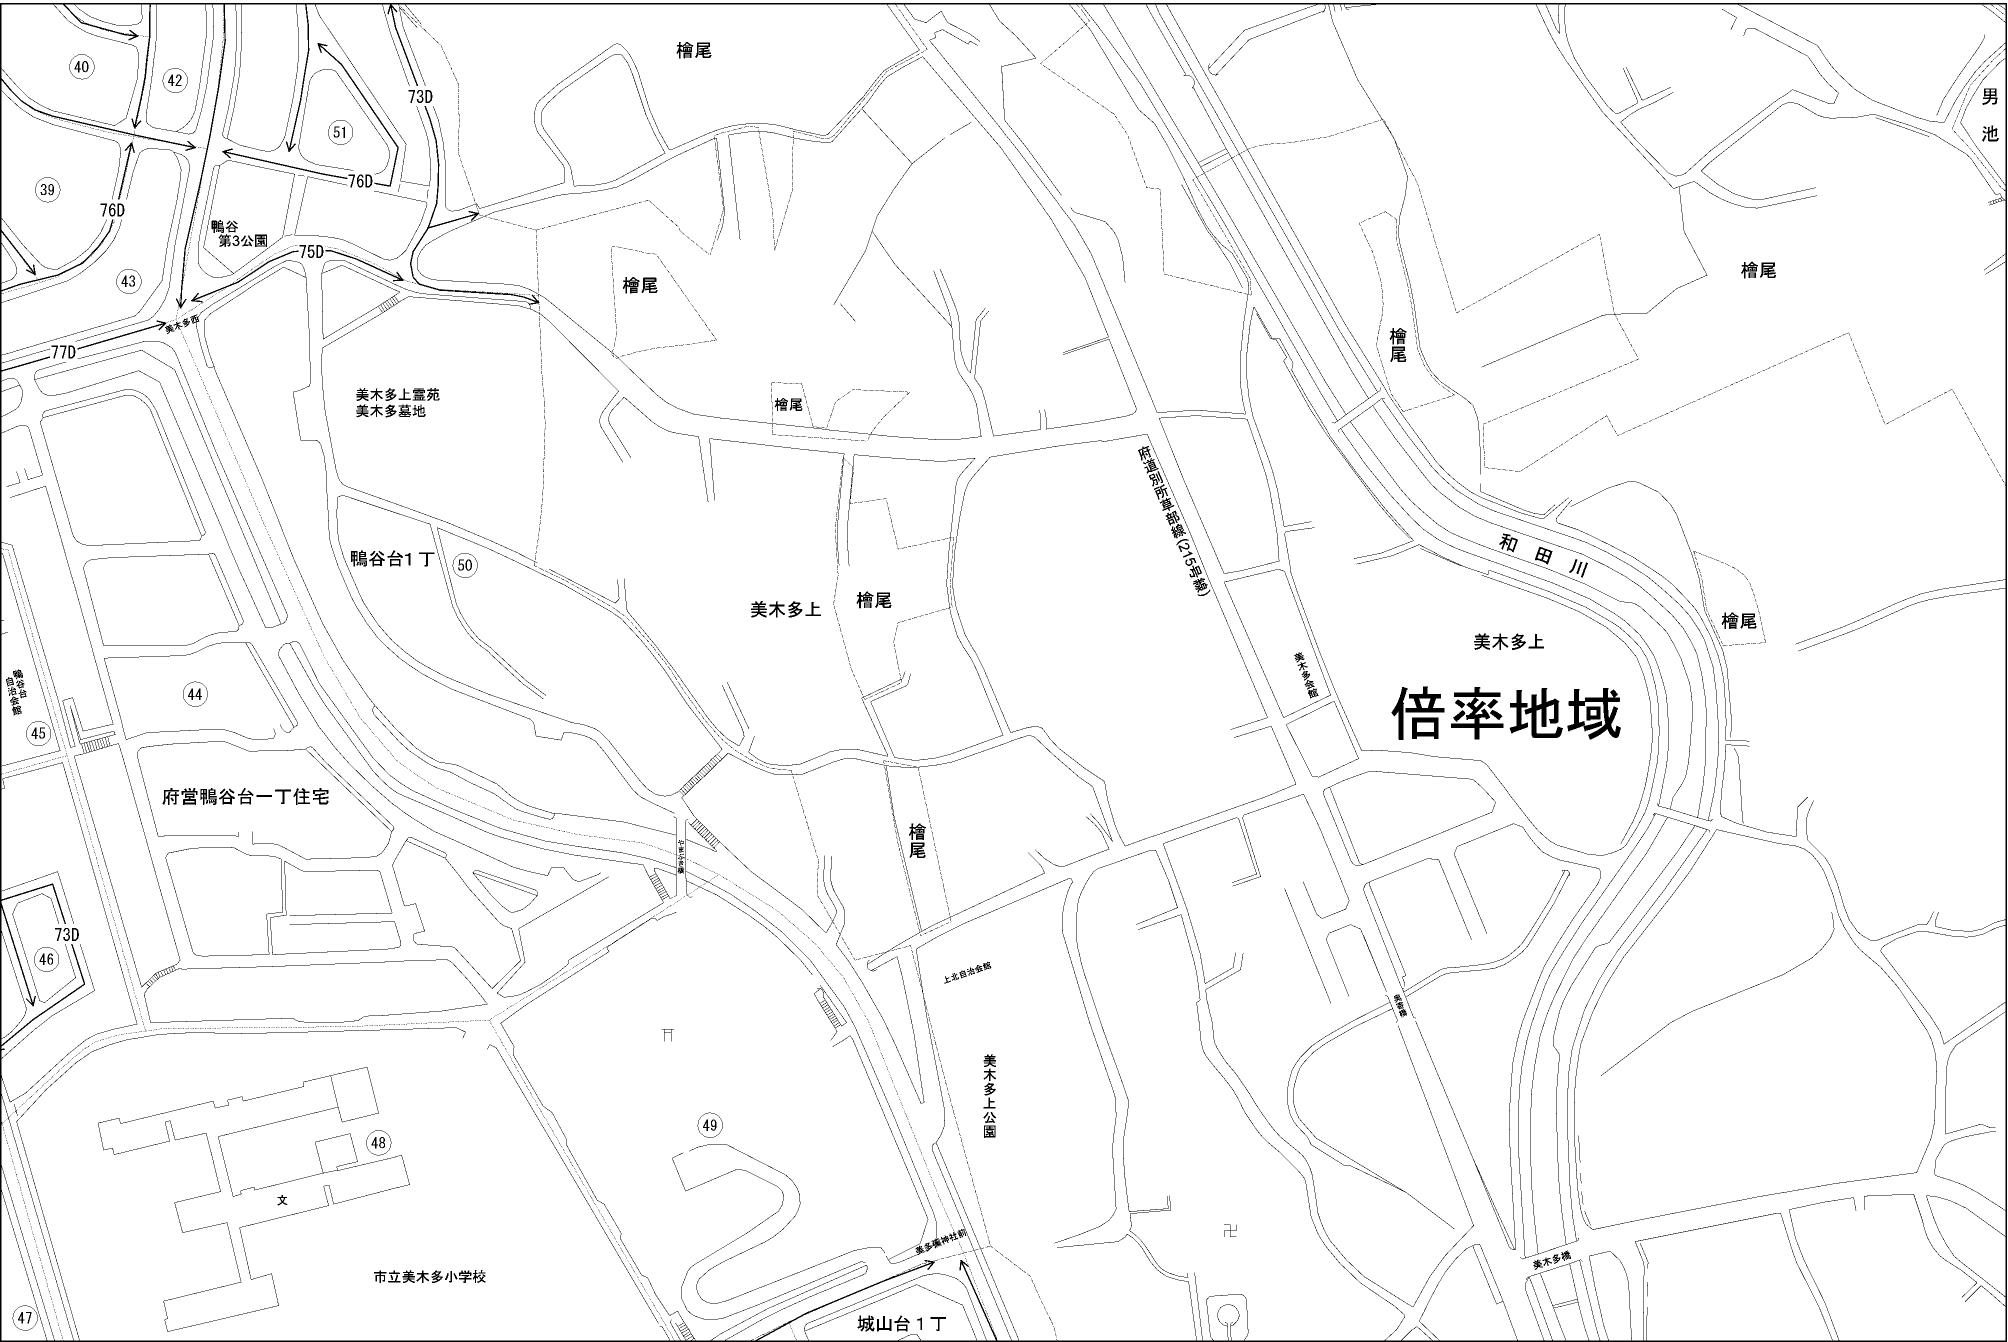 檜尾
40
42
73D
51
男池
39
76D
76D
鴨谷
第3公園
75D
43
檜尾
檜尾
美木多西
77D
檜尾
美木多上霊苑
美木多墓地
檜尾
府道別所草部線(215号線)
和田川
鴨谷台1丁
50
美木多上
檜尾
檜尾
美木多上
美木多会館
鴨谷台
自治会館
44
倍率地域
45
府営鴨谷台一丁住宅
檜尾
73D
46
上北自治会館
美木多上公園
49
48
文
美多彌神社前
美木多橋
市立美木多小学校
47
城山台1丁